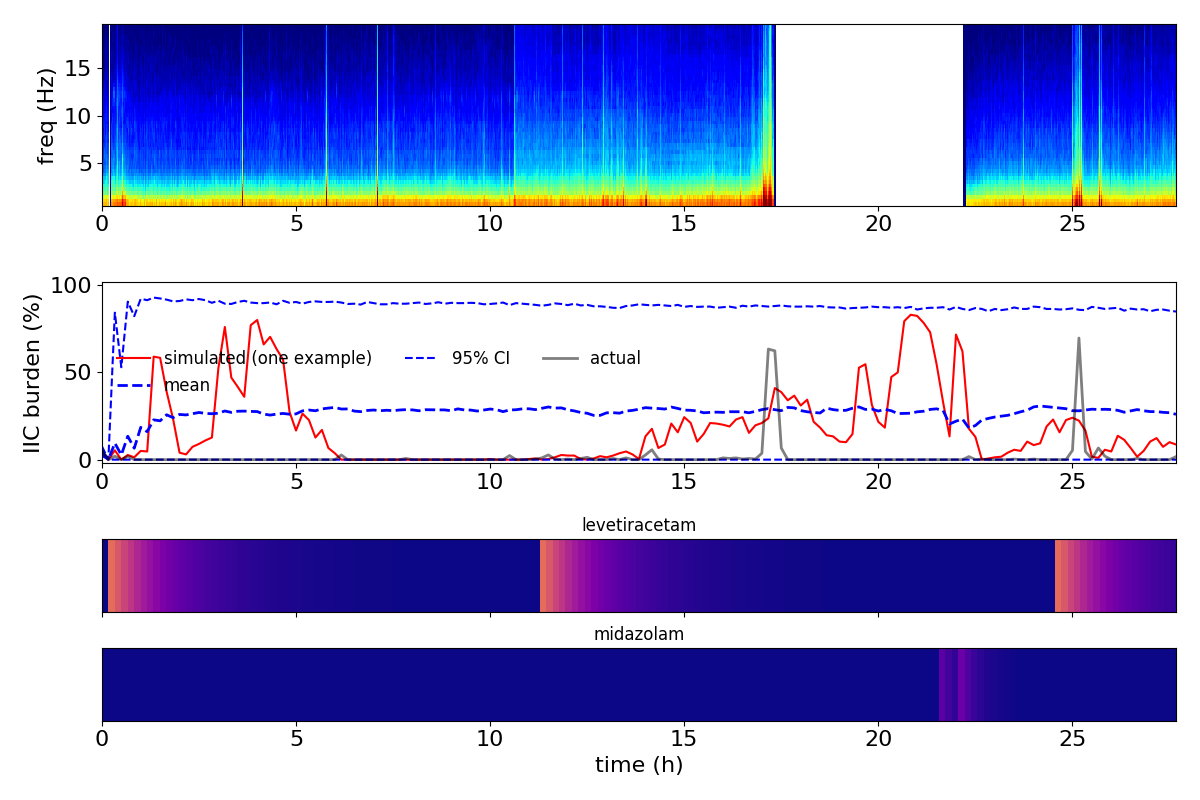 freq (Hz)
15
10
5
0 5 10 15 20 25
IIC burden (%)
100
50
0
simulated (one example) 95% CI actual
mean
0 5 10 15 20 25
levetiracetam
midazolam
0 5 10 15 20 25
time (h)